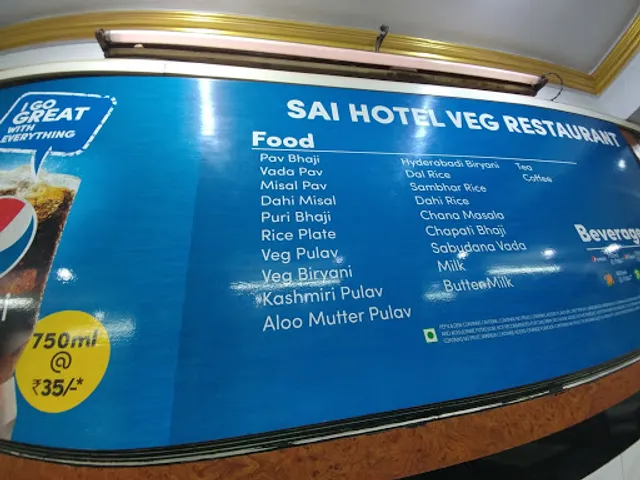 I GO
GREAT
WITH
EVERYTHING
SAI HOTEL VEG RESTAURANT
Food
Pav Bhaji
Vada Pav
Misal Pav
Dahi Misal
Puri Bhaji
Rice Plate
Veg Pulav
Veg Biryani
Kashmiri Pulav
Aloo Mutter Pulav
Hyderabadi Biryani
Dal Rice
Sambhar Rice
Dahi Rice
Chana Masala
Chapati Bhaji
Sabudana Vada
Milk
Butter Milk
Tea
Coffee
Beverage
750ml
@
₹35/-*